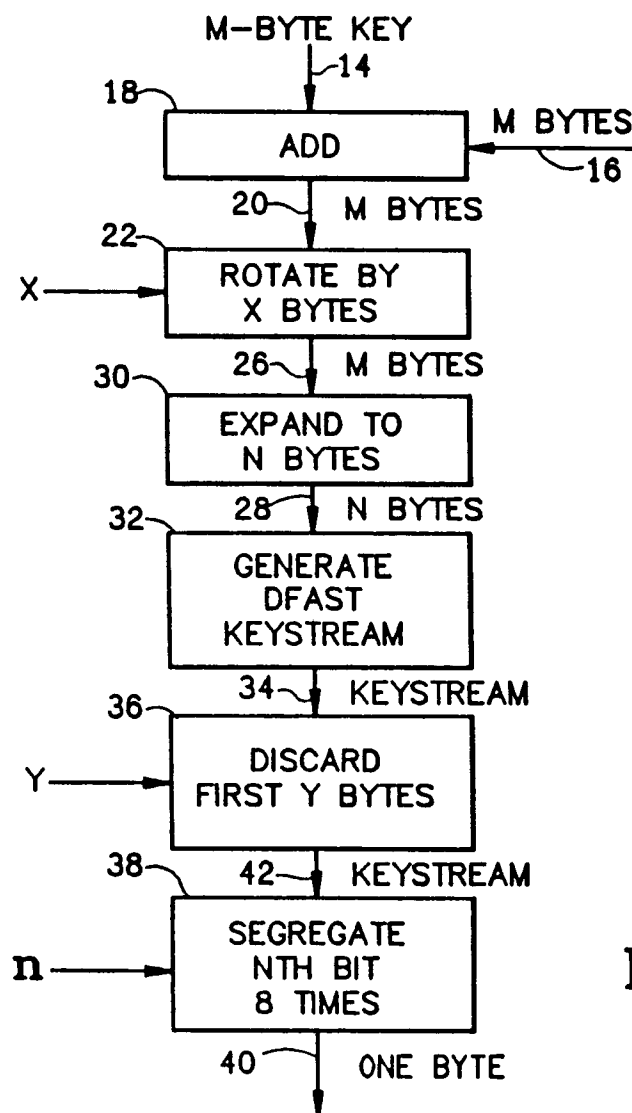 M-BYTE KEY
14
18
ADD
M BYTES
16
20
M BYTES
22
X
ROTATE BY
X BYTES
26
M BYTES
30
EXPAND TO
N BYTES
28
N BYTES
32
GENERATE
DFAST
KEYSTREAM
34
KEYSTREAM
36
Y
DISCARD
FIRST Y BYTES
42
KEYSTREAM
38
n
SEGREGATE
NTH BIT
8 TIMES
40
ONE BYTE